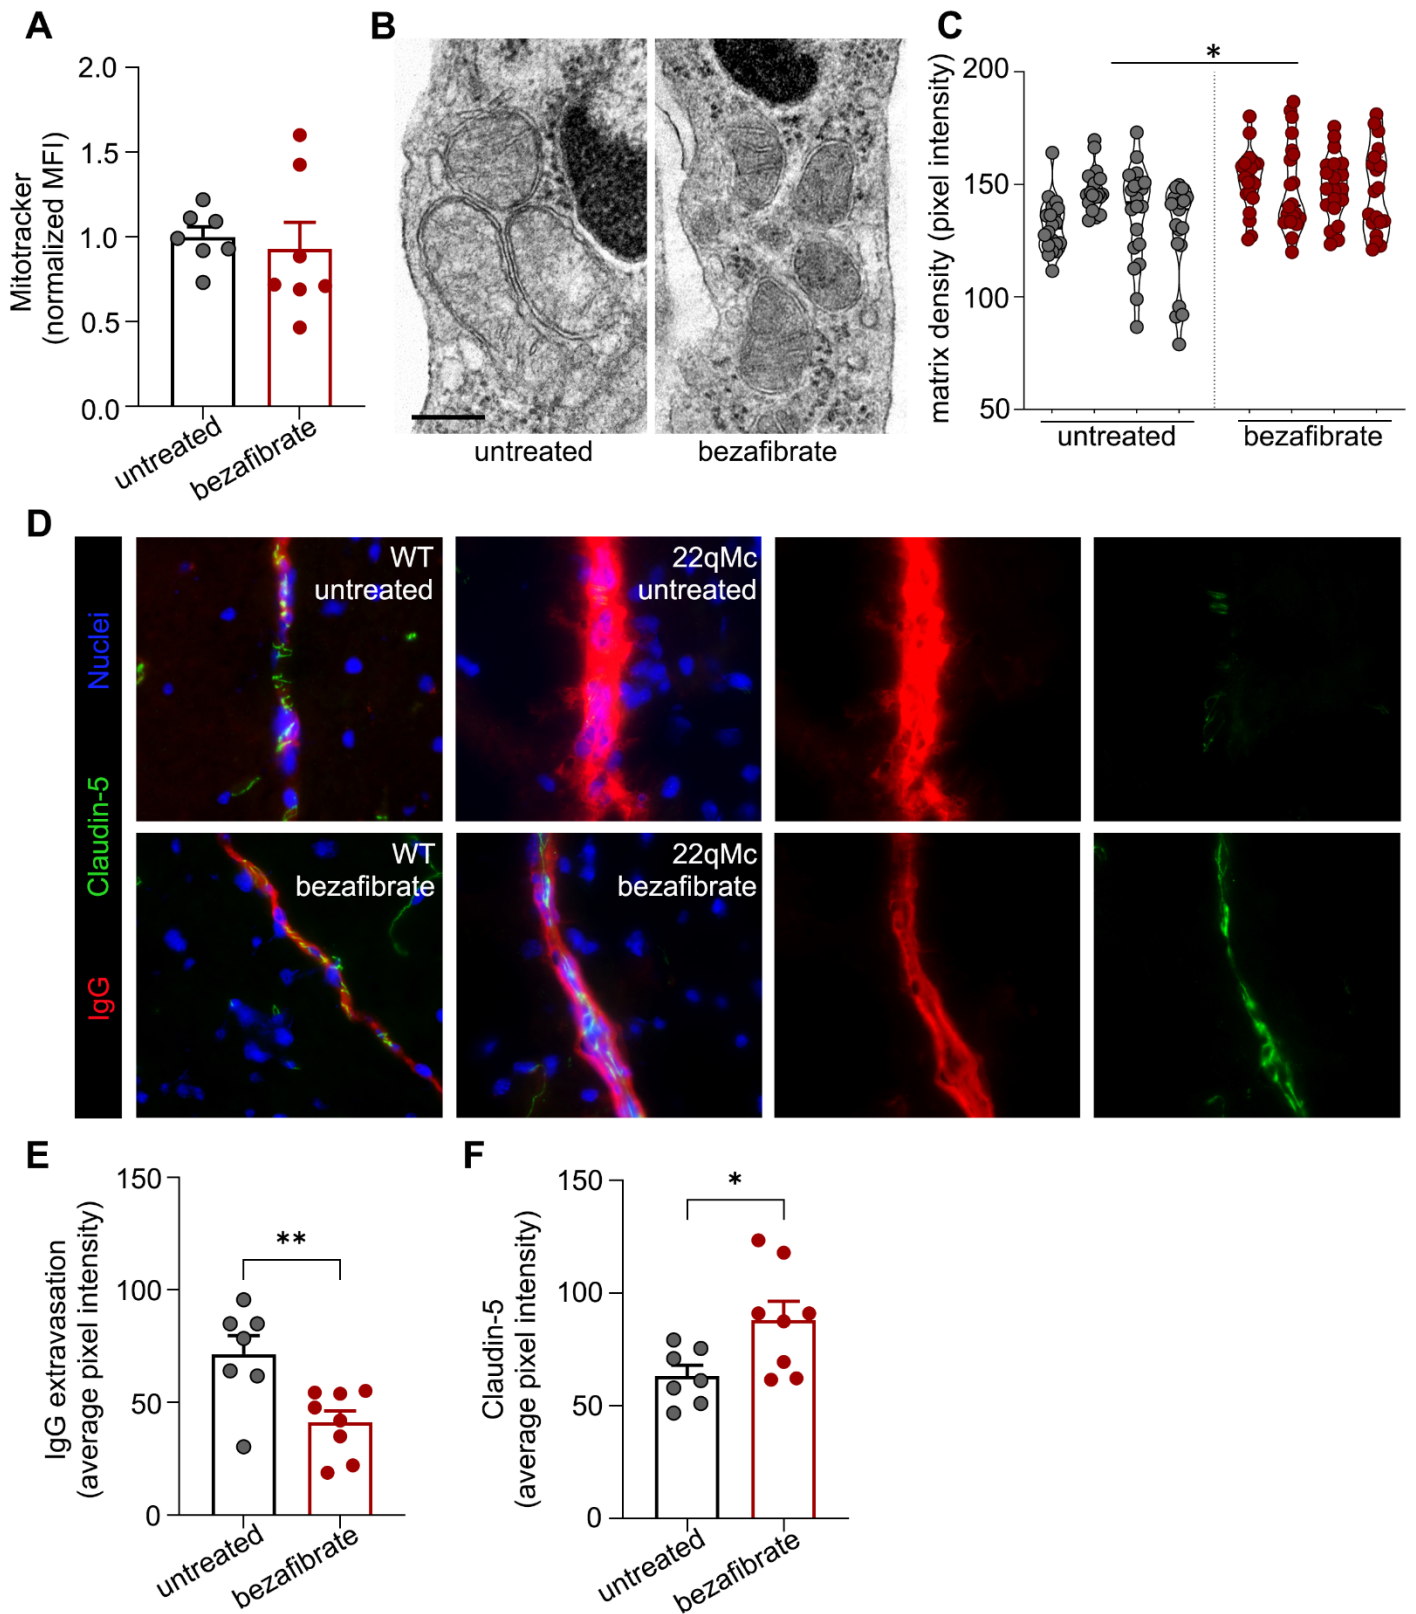 A
2.0
1.5
1.0
0.5
0.0
Mitotracker
(normalized MFI)
untreated
bezafibrate
B
untreated
bezafibrate
C
*
200
150
100
50
matrix density (pixel intensity)
untreated
bezafibrate
D
IgG Claudin-5 Nuclei
WT
untreated
22qMc
untreated
WT
bezafibrate
22qMc
bezafibrate
E
150
100
50
0
IgG extravasation
(average pixel intensity)
**
untreated
bezafibrate
F
150
100
50
0
Claudin-5
(average pixel intensity)
*
untreated
bezafibrate